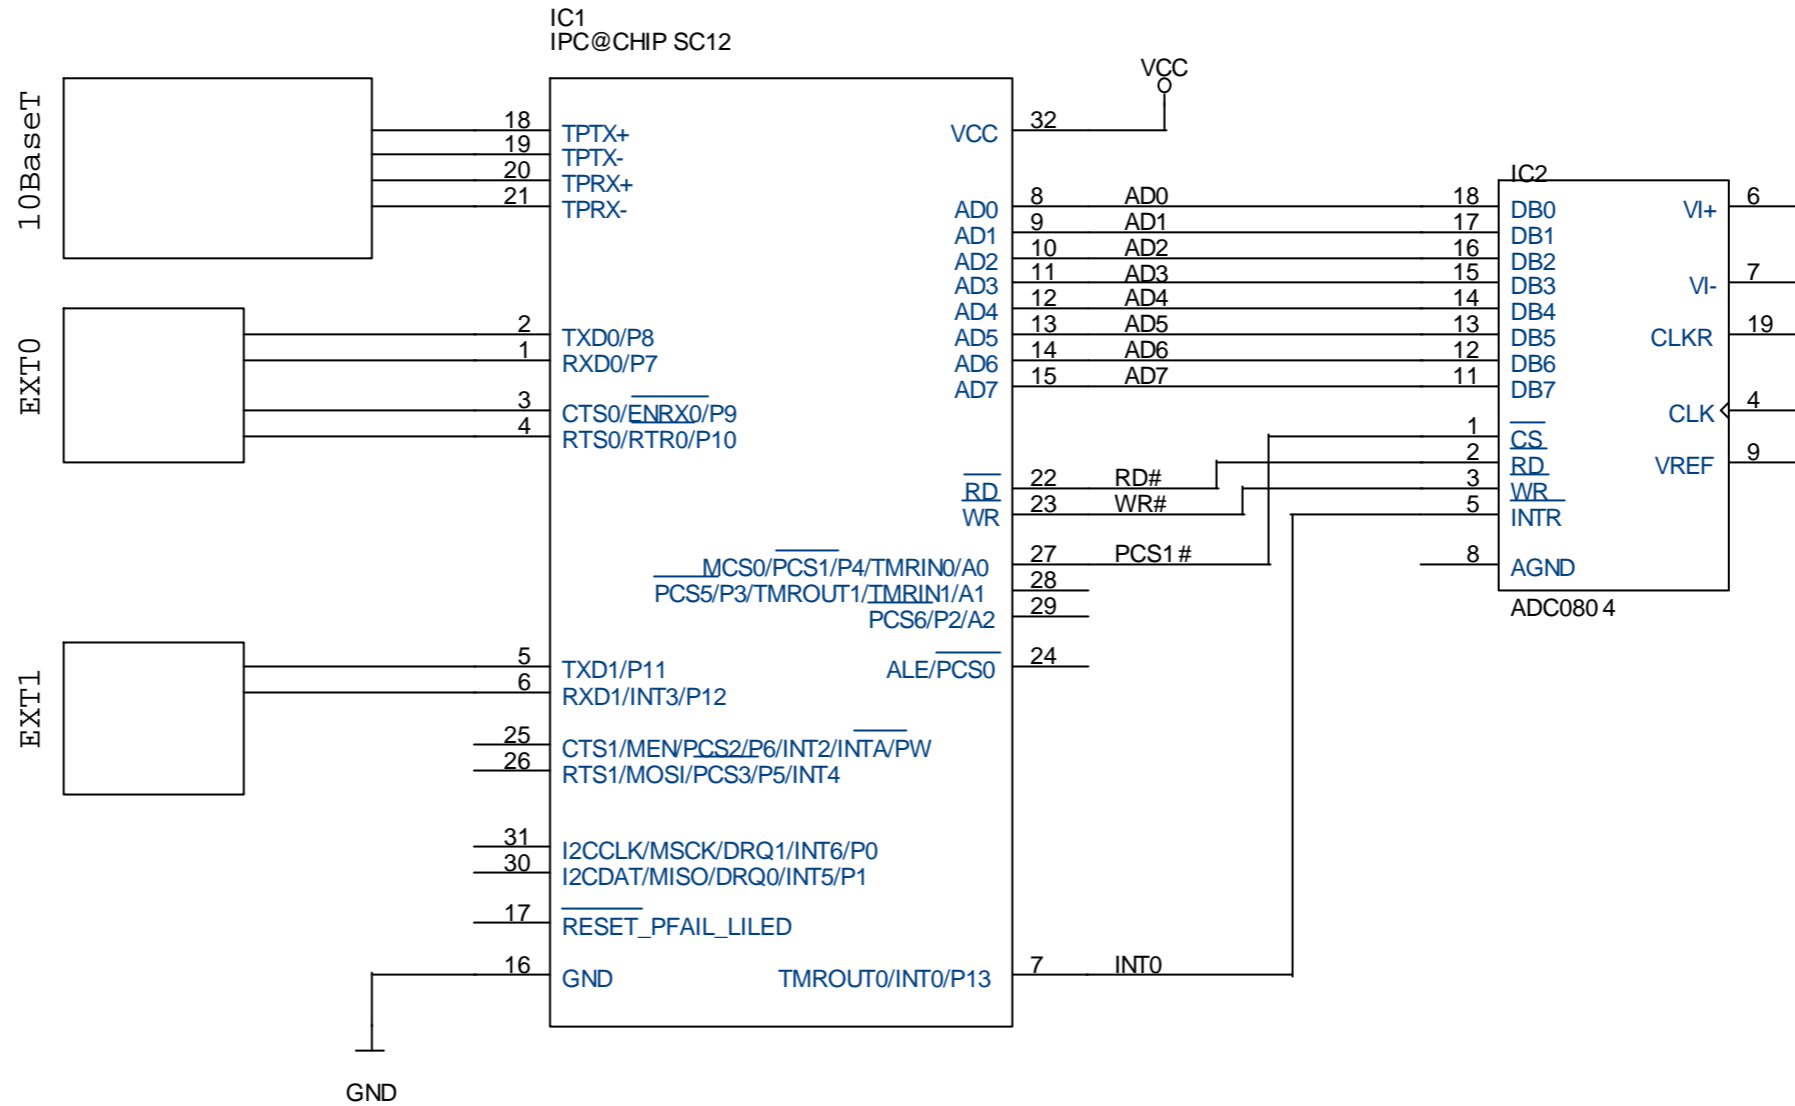 IC1
IPC@CHIP SC12
10BaseT
18 TPTX+
19 TPTX-
20 TPRX+
21 TPRX-
EXT0
2 TXD0/P8
1 RXD0/P7
3 CTS0/ENRX0/P9
4 RTS0/RTR0/P10
EXT1
5 TXD1/P11
6 RXD1/INT3/P12
25 CTS1/MEN/PCS2/P6/INT2/INTA/PW
26 RTS1/MOSI/PCS3/P5/INT4
31 I2CCLK/MSCK/DRQ1/INT6/P0
30 I2CDAT/MISO/DRQ0/INT5/P1
17 RESET_PFAIL_LILED
16 GND
GND
VCC
VCC 32
AD0 8 AD0
AD1 9 AD1
AD2 10 AD2
AD3 11 AD3
AD4 12 AD4
AD5 13 AD5
AD6 14 AD6
AD7 15 AD7
RD 22 RD#
WR 23 WR#
MCS0/PCS1/P4/TMRIN0/A0 27 PCS1#
PCS5/P3/TMROUT1/TMRIN1/A1 28
PCS6/P2/A2 29
ALE/PCS0 24
TMROUT0/INT0/P13 7 INT0
IC2
18 DB0
17 DB1
16 DB2
15 DB3
14 DB4
13 DB5
12 DB6
11 DB7
1 CS
2 RD
3 WR
5 INTR
8 AGND
VI+ 6
VI- 7
CLKR 19
CLK 4
VREF 9
ADC0804